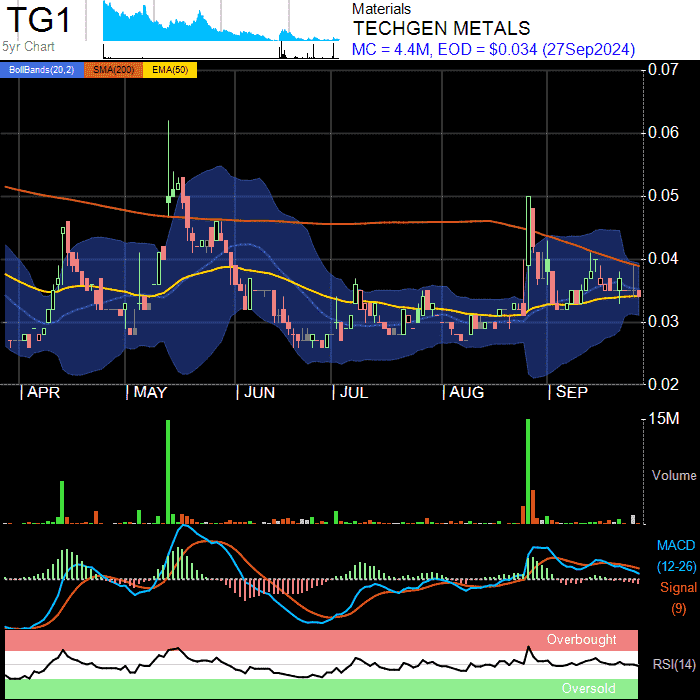 TG1
5yr Chart
Materials
TECHGEN METALS
MC = 4.4M, EOD = $0.034 (27Sep2024)
BollBands(20,2) SMA(200) EMA(50)
0.07
0.06
0.05
0.04
0.03
0.02
APR MAY JUN JUL AUG SEP
15M
Volume
MACD
(12-26)
Signal
(9)
Overbought
RSI(14)
Oversold